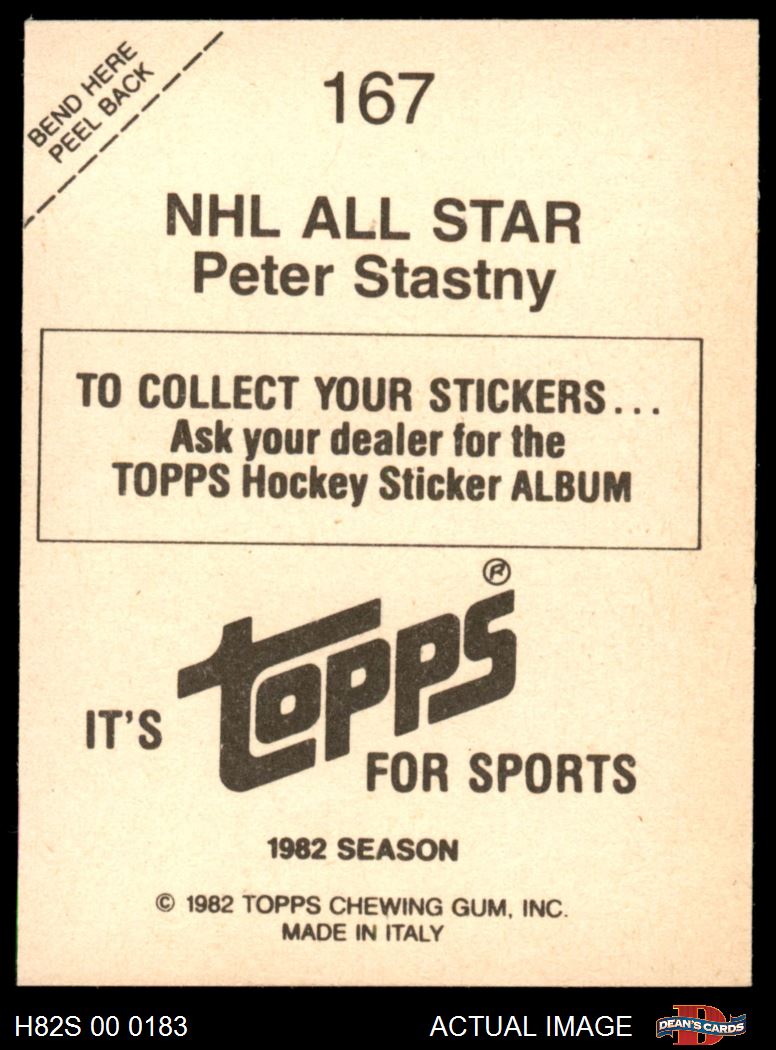 BEND HERE
PEEL BACK
167
NHL ALL STAR
Peter Stastny
TO COLLECT YOUR STICKERS...
Ask your dealer for the
TOPPS Hockey Sticker ALBUM
IT'S
topps®
FOR SPORTS
1982 SEASON
© 1982 TOPPS CHEWING GUM, INC.
MADE IN ITALY
H82S 00 0183
ACTUAL IMAGE
D
DEAN'S CARDS